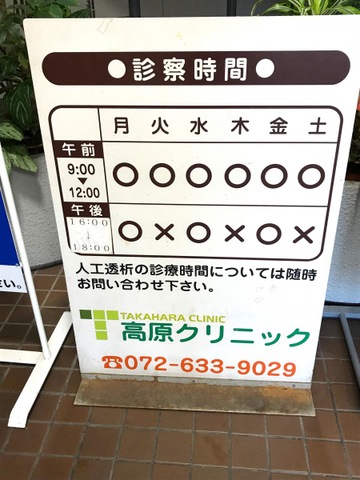 ●診察時間●
月 火 水 木 金 土
午前
9:00
▼
12:00
○ ○ ○ ○ ○ ○
午後
16:00
↓
18:00
○ × ○ × ○ ×
人工透析の診療時間については随時
お問い合わせ下さい。
TAKAHARA CLINIC
高原クリニック
☎072-633-9029
い。